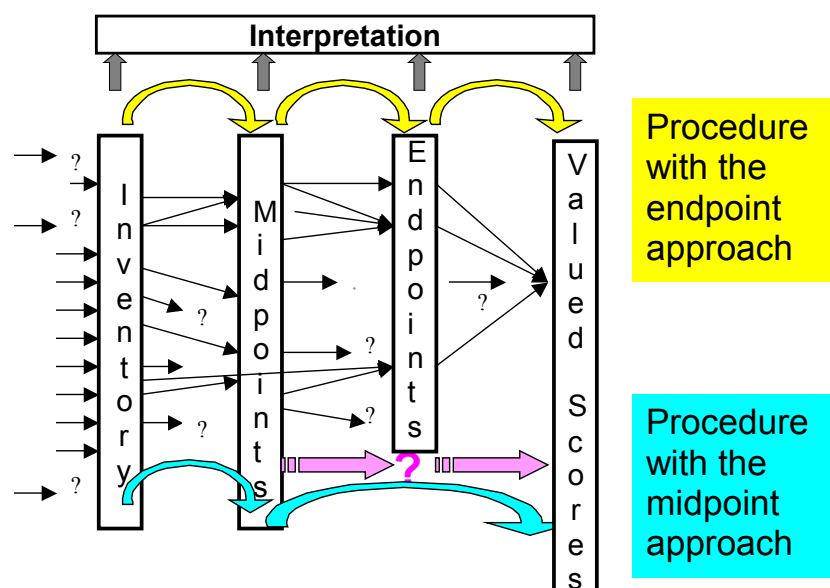 Interpretation
Inventory
Midpoints
Endpoints
Valued Scores
?
?
?
?
?
?
?
?
?
?
Procedure
with the
endpoint
approach
Procedure
with the
midpoint
approach